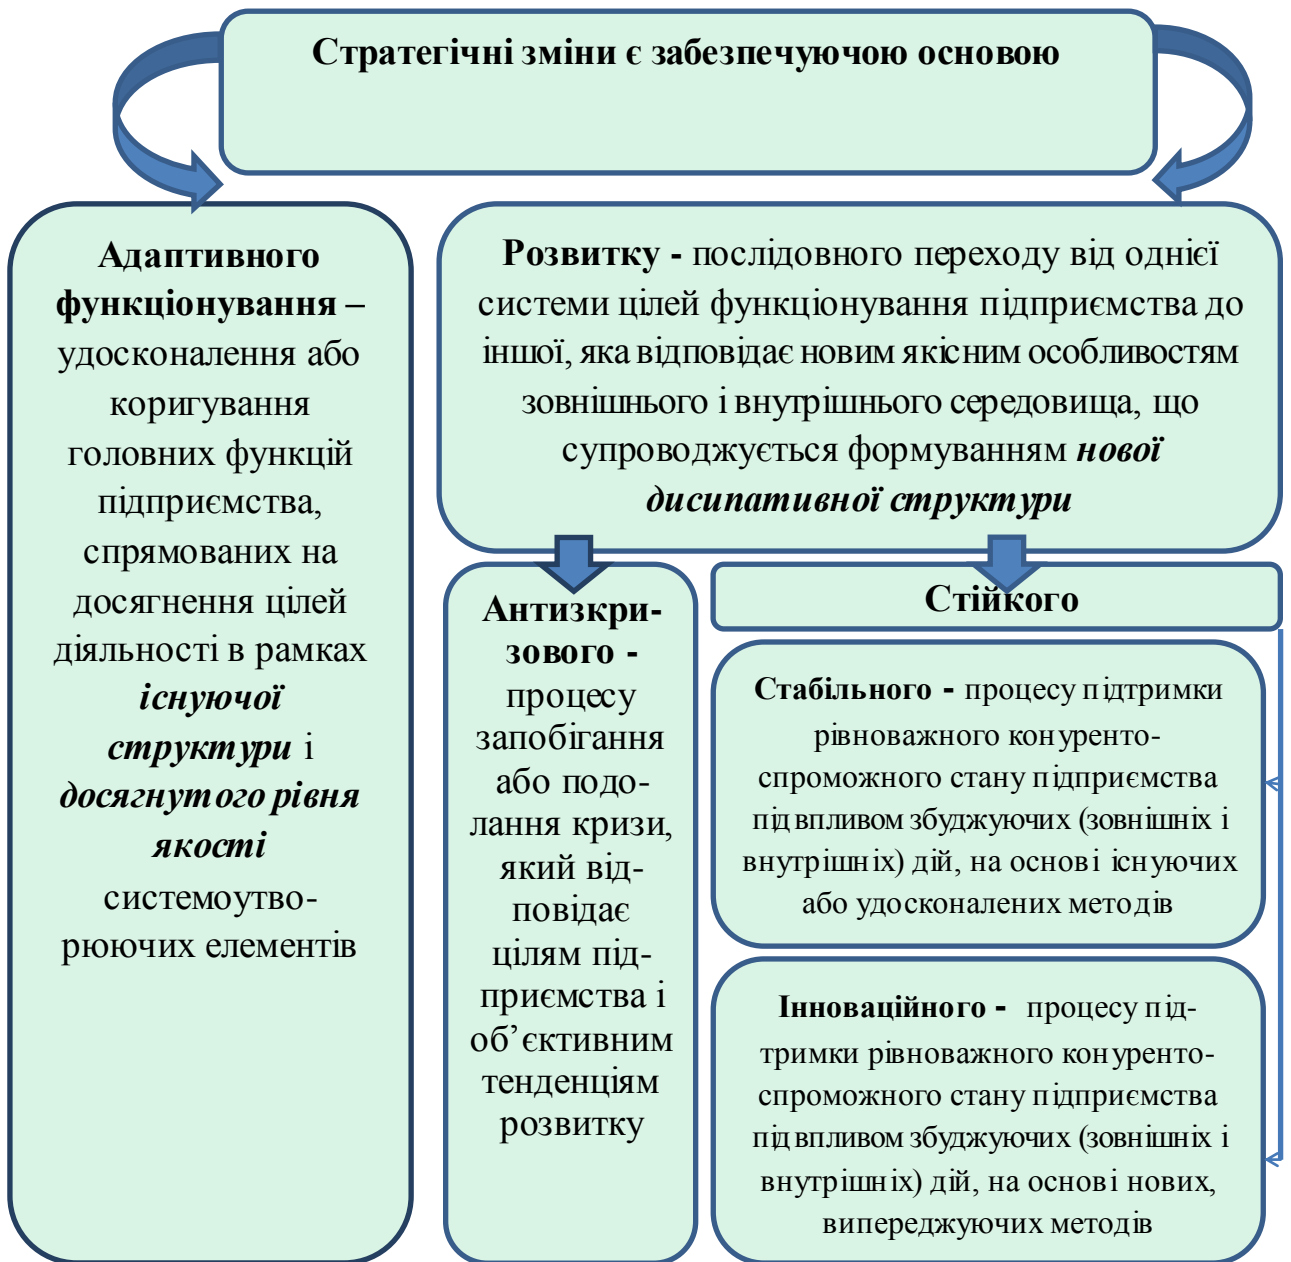 Стратегічні зміни є забезпечуючою основою
Адаптивного
функціонування –
удосконалення або
коригування
головних функцій
підприємства,
спрямованих на
досягнення цілей
діяльності в рамках
існуючої
структури і
досягнутого рівня
якості
системоутво-
рюючих елементів
Розвитку - послідовного переходу від однієї
системи цілей функціонування підприємства до
іншої, яка відповідає новим якісним особливостям
зовнішнього і внутрішнього середовища, що
супроводжується формуванням нової
дисипативної структури
Антизкри-
зового -
процесу
запобігання
або подо-
лання кризи,
який від-
повідає
цілям під-
приємства і
об’єктивним
тенденціям
розвитку
Стійкого
Стабільного - процесу підтримки
рівноважного конкуренто-
спроможного стану підприємства
під впливом збуджуючих (зовнішніх і
внутрішніх) дій, на основі існуючих
або удосконалених методів
Інноваційного - процесу під-
тримки рівноважного конкуренто-
спроможного стану підприємства
під впливом збуджуючих (зовнішніх і
внутрішніх) дій, на основі нових,
випереджуючих методів